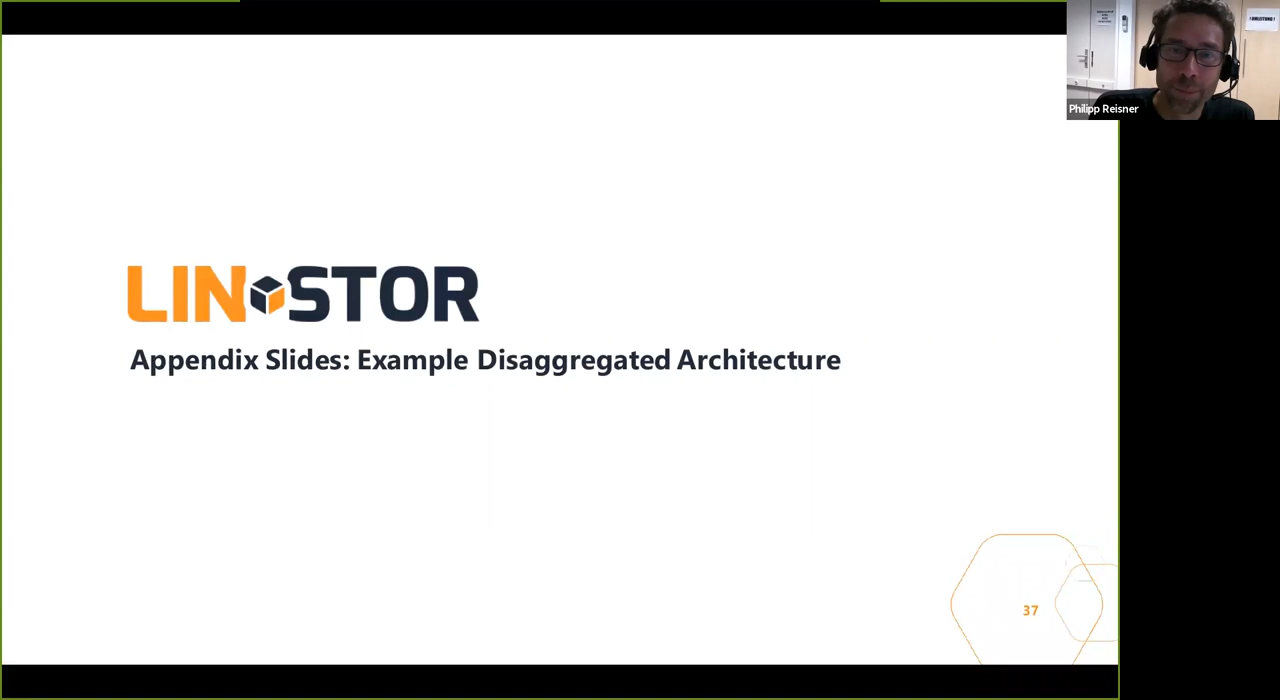 LINSTOR
Appendix Slides: Example Disaggregated Architecture
37
Philipp Reisner